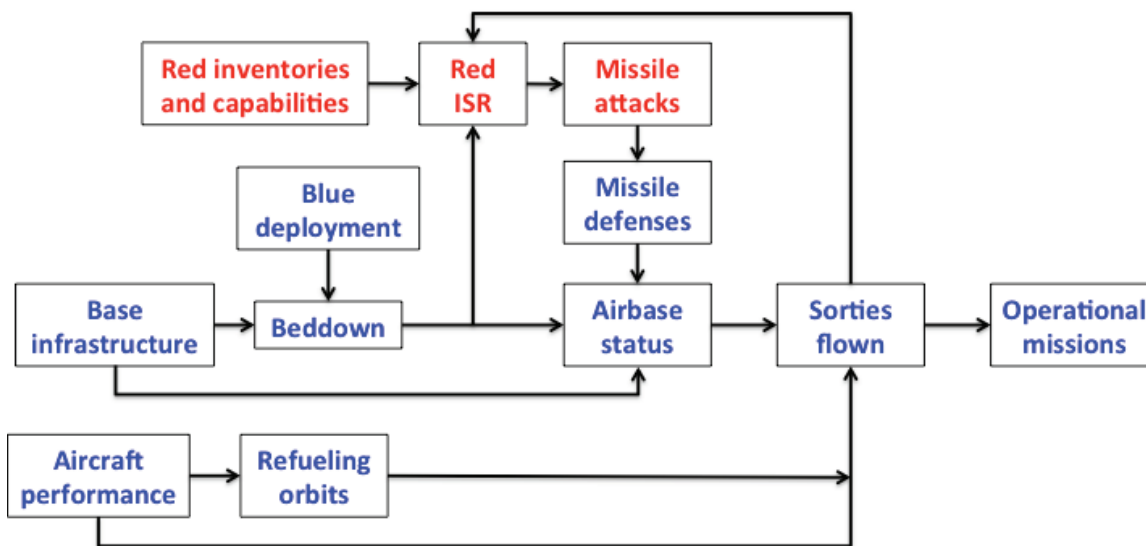 Red inventories
and capabilities
Red
ISR
Missile
attacks
Blue
deployment
Missile
defenses
Base
infrastructure
Beddown
Airbase
status
Sorties
flown
Operational
missions
Aircraft
performance
Refueling
orbits